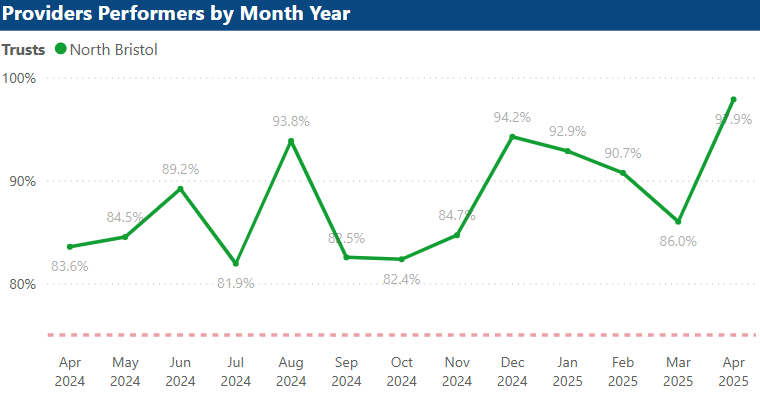 Providers Performers by Month Year
Trusts North Bristol
100%
90%
80%
83.6%
84.5%
89.2%
81.9%
93.8%
82.5%
82.4%
84.7%
94.2%
92.9%
90.7%
86.0%
97.9%
Apr 2024
May 2024
Jun 2024
Jul 2024
Aug 2024
Sep 2024
Oct 2024
Nov 2024
Dec 2024
Jan 2025
Feb 2025
Mar 2025
Apr 2025